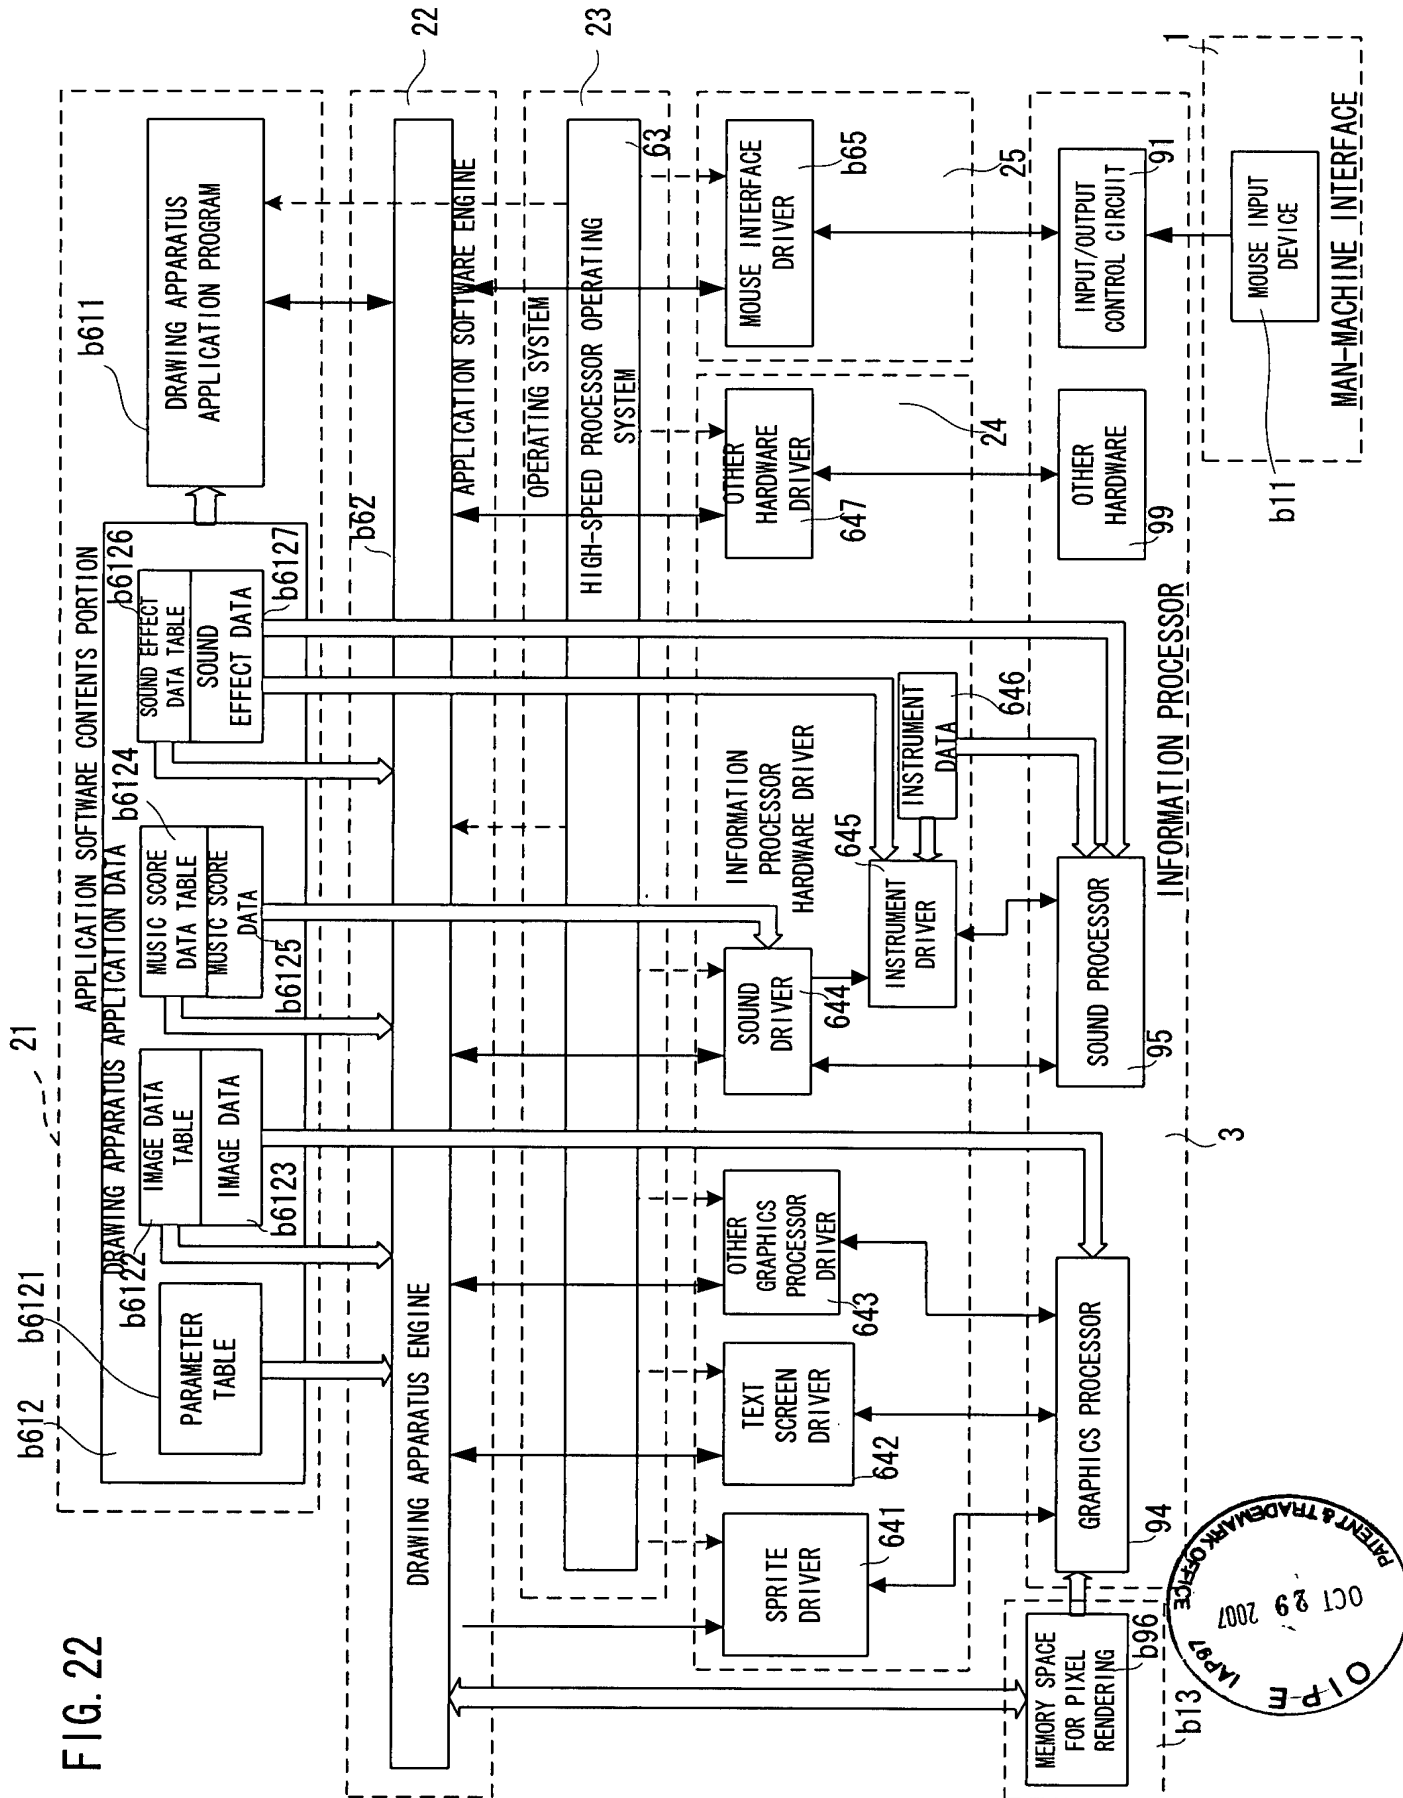 FIG. 22
21
APPLICATION SOFTWARE CONTENTS PORTION
b612
DRAWING APPARATUS APPLICATION DATA
b6121
PARAMETER
TABLE
b6122
IMAGE DATA
TABLE
IMAGE DATA
b6123
b6124
MUSIC SCORE
DATA TABLE
MUSIC SCORE
DATA
b6125
b6126
SOUND EFFECT
DATA TABLE
SOUND
EFFECT DATA
b6127
b611
DRAWING APPARATUS
APPLICATION PROGRAM
22
DRAWING APPARATUS ENGINE
b62
APPLICATION SOFTWARE ENGINE
23
OPERATING SYSTEM
HIGH-SPEED PROCESSOR OPERATING
SYSTEM
63
SPRITE
DRIVER
641
TEXT
SCREEN
DRIVER
642
OTHER
GRAPHICS
PROCESSOR
DRIVER
643
SOUND
DRIVER
644
INFORMATION
PROCESSOR
HARDWARE DRIVER
645
INSTRUMENT
DRIVER
INSTRUMENT
DATA
646
OTHER
HARDWARE
DRIVER
647
24
MOUSE INTERFACE
DRIVER
b65
25
MEMORY SPACE
FOR PIXEL
RENDERING
b96
b13
GRAPHICS PROCESSOR
94
3
SOUND PROCESSOR
95
INFORMATION PROCESSOR
OTHER
HARDWARE
99
INPUT/OUTPUT
CONTROL CIRCUIT
91
1
MOUSE INPUT
DEVICE
b11
MAN-MACHINE INTERFACE
OIPE IAP97
OCT 29 2007
PATENT & TRADEMARK OFFICE